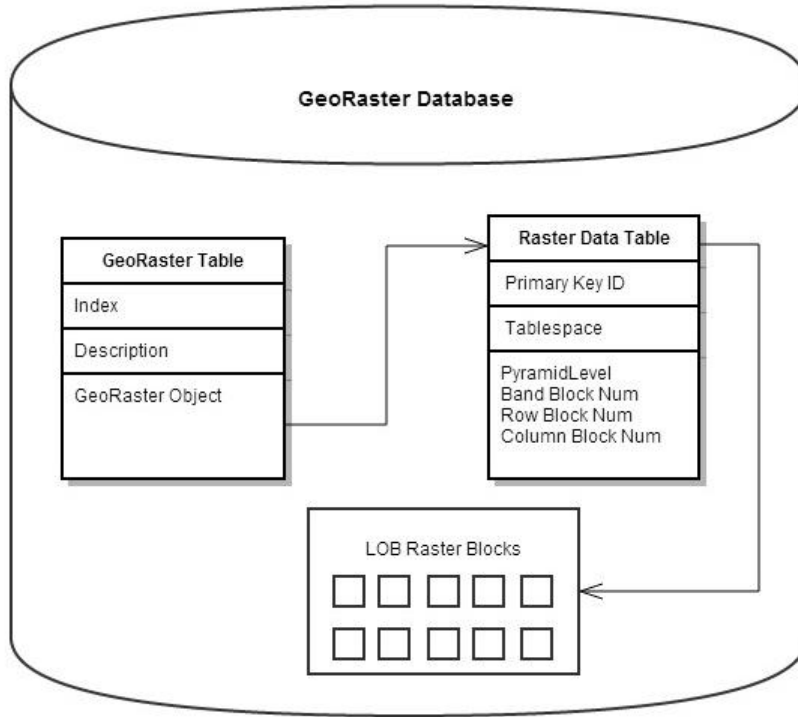 GeoRaster Database
GeoRaster Table
Index
Description
GeoRaster Object
Raster Data Table
Primary Key ID
Tablespace
PyramidLevel
Band Block Num
Row Block Num
Column Block Num
LOB Raster Blocks